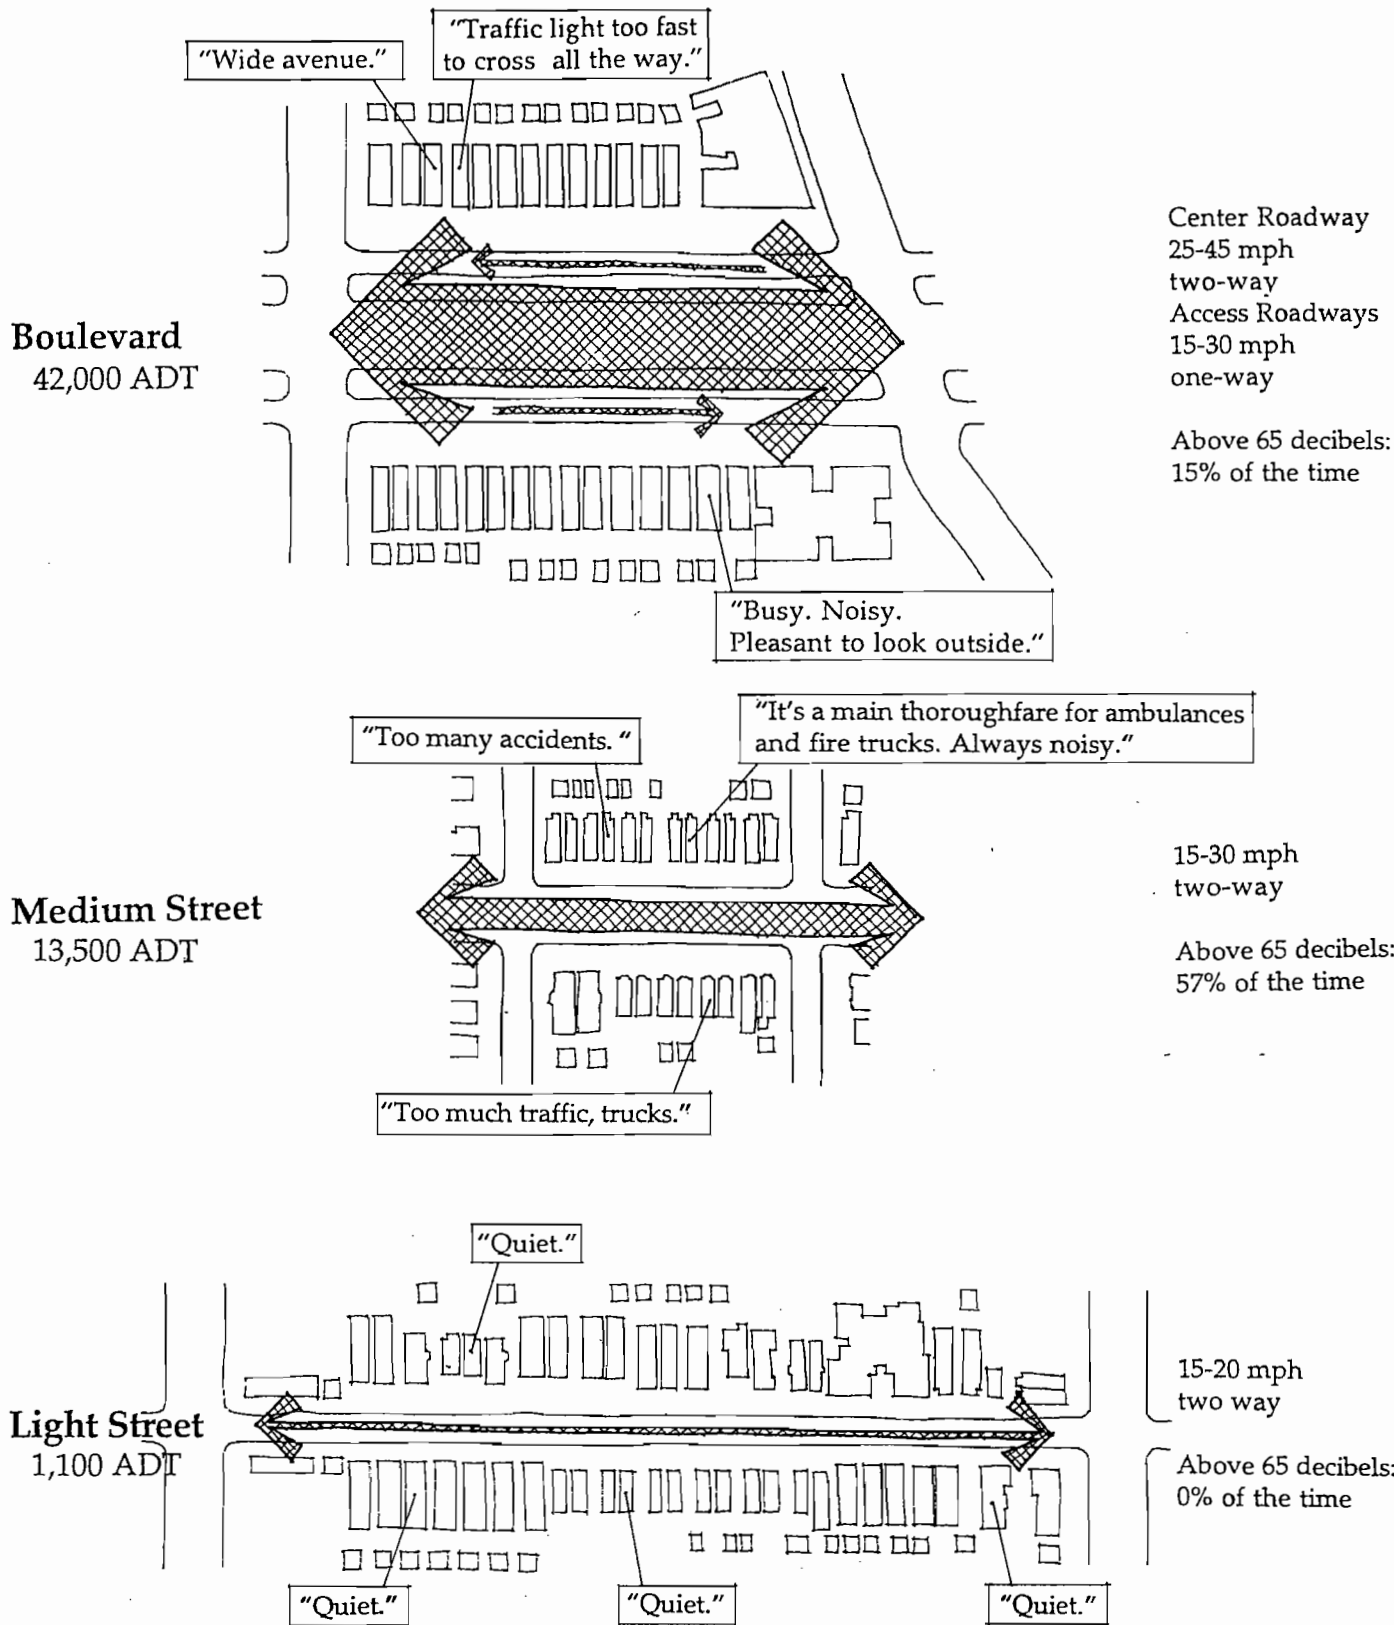 "Wide avenue."
"Traffic light too fast
to cross all the way."
Boulevard
42,000 ADT
Center Roadway
25-45 mph
two-way
Access Roadways
15-30 mph
one-way
Above 65 decibels:
15% of the time
"Busy. Noisy.
Pleasant to look outside."
"Too many accidents. "
"It's a main thoroughfare for ambulances
and fire trucks. Always noisy."
Medium Street
13,500 ADT
15-30 mph
two-way
Above 65 decibels:
57% of the time
"Too much traffic, trucks."
"Quiet."
Light Street
1,100 ADT
15-20 mph
two way
Above 65 decibels:
0% of the time
"Quiet."
"Quiet."
"Quiet."